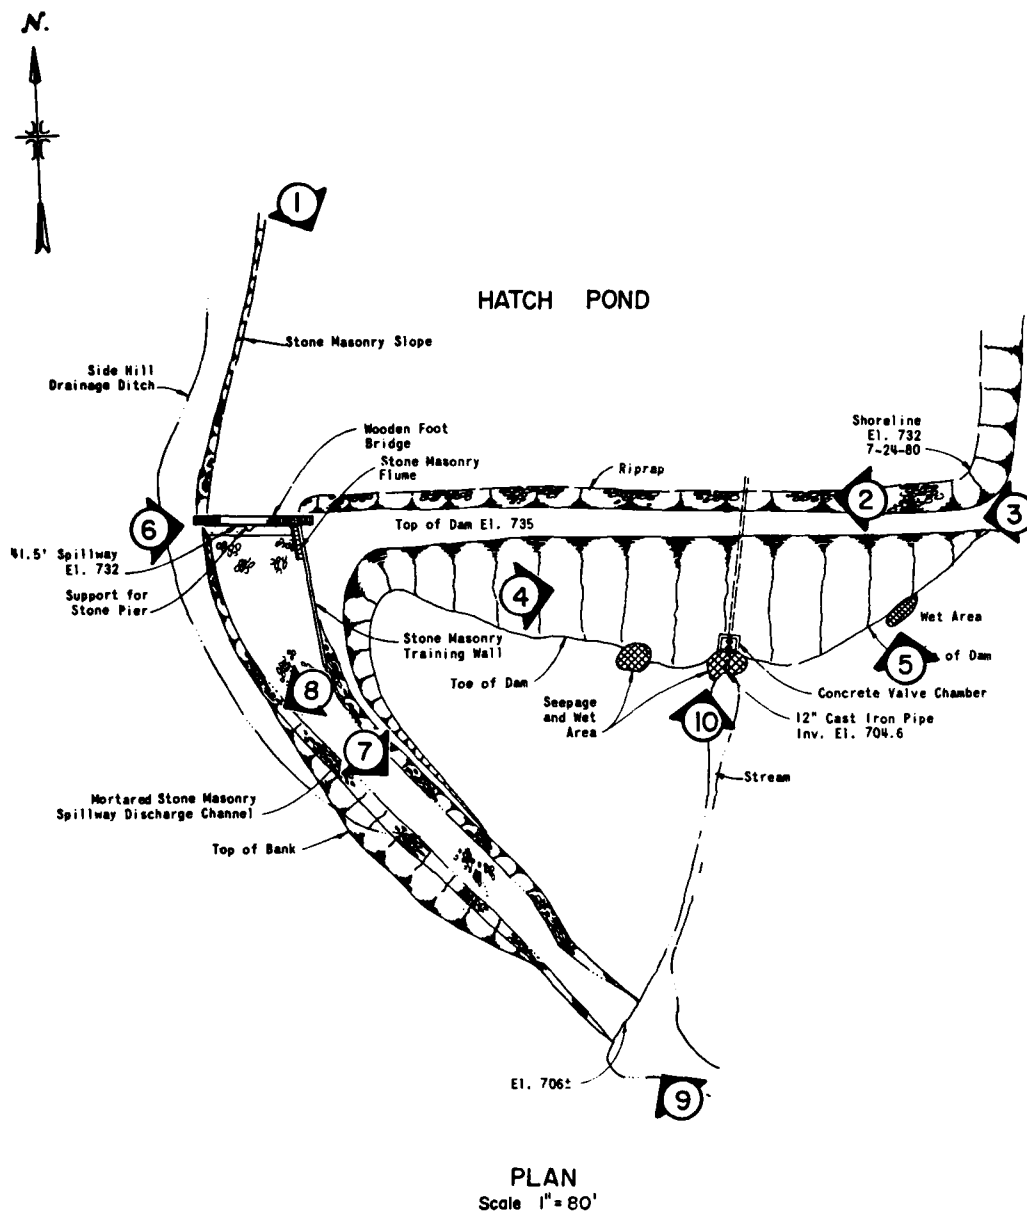 N.
1
HATCH POND
Stone Masonry Slope
Side Hill
Drainage Ditch
Wooden Foot
Bridge
Stone Masonry
Flume
Riprap
Shoreline
El. 732
7-24-80
2
3
6
Top of Dam El. 735
41.5' Spillway
El. 732
Support for
Stone Pier
4
Wet Area
Stone Masonry
Training Wall
Toe of Dam
5
of Dam
8
Seepage
and Wet
Area
10
Concrete Valve Chamber
12" Cast Iron Pipe
Inv. El. 704.6
7
Stream
Mortared Stone Masonry
Spillway Discharge Channel
Top of Bank
El. 706±
9
PLAN
Scale 1" = 80'